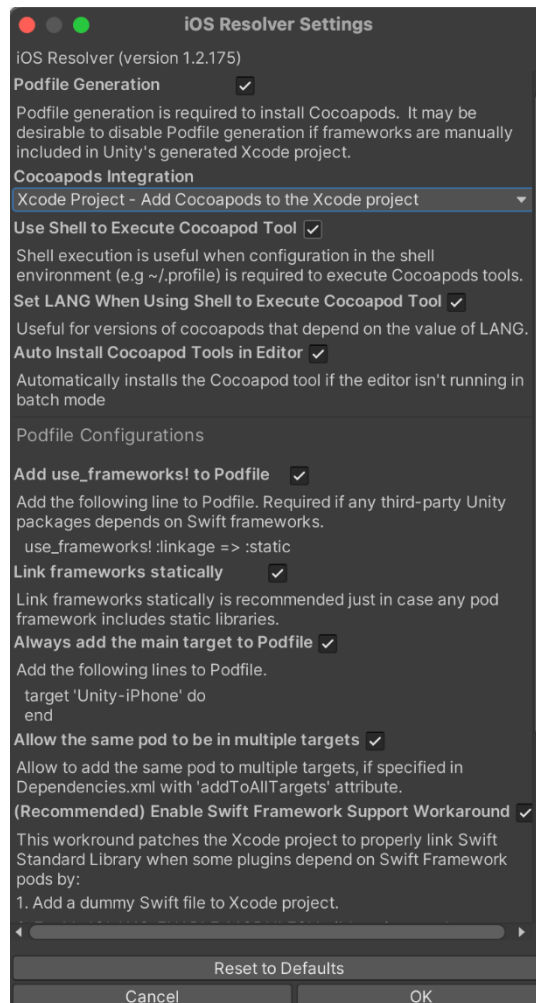 iOS Resolver Settings
iOS Resolver (version 1.2.175)
Podfile Generation
Podfile generation is required to install Cocoapods.  It may be
desirable to disable Podfile generation if frameworks are manually
included in Unity's generated Xcode project.
Cocoapods Integration
Xcode Project - Add Cocoapods to the Xcode project
Use Shell to Execute Cocoapod Tool
Shell execution is useful when configuration in the shell
environment (e.g ~/.profile) is required to execute Cocoapods tools.
Set LANG When Using Shell to Execute Cocoapod Tool
Useful for versions of cocoapods that depend on the value of LANG.
Auto Install Cocoapod Tools in Editor
Automatically installs the Cocoapod tool if the editor isn't running in
batch mode
Podfile Configurations
Add use_frameworks! to Podfile
Add the following line to Podfile. Required if any third-party Unity
packages depends on Swift frameworks.
use_frameworks! :linkage => :static
Link frameworks statically
Link frameworks statically is recommended just in case any pod
framework includes static libraries.
Always add the main target to Podfile
Add the following lines to Podfile.
target 'Unity-iPhone' do
end
Allow the same pod to be in multiple targets
Allow to add the same pod to multiple targets, if specified in
Dependencies.xml with 'addToAllTargets' attribute.
(Recommended) Enable Swift Framework Support Workaround
This workround patches the Xcode project to properly link Swift
Standard Library when some plugins depend on Swift Framework
pods by:
1. Add a dummy Swift file to Xcode project.
Reset to Defaults
Cancel
OK